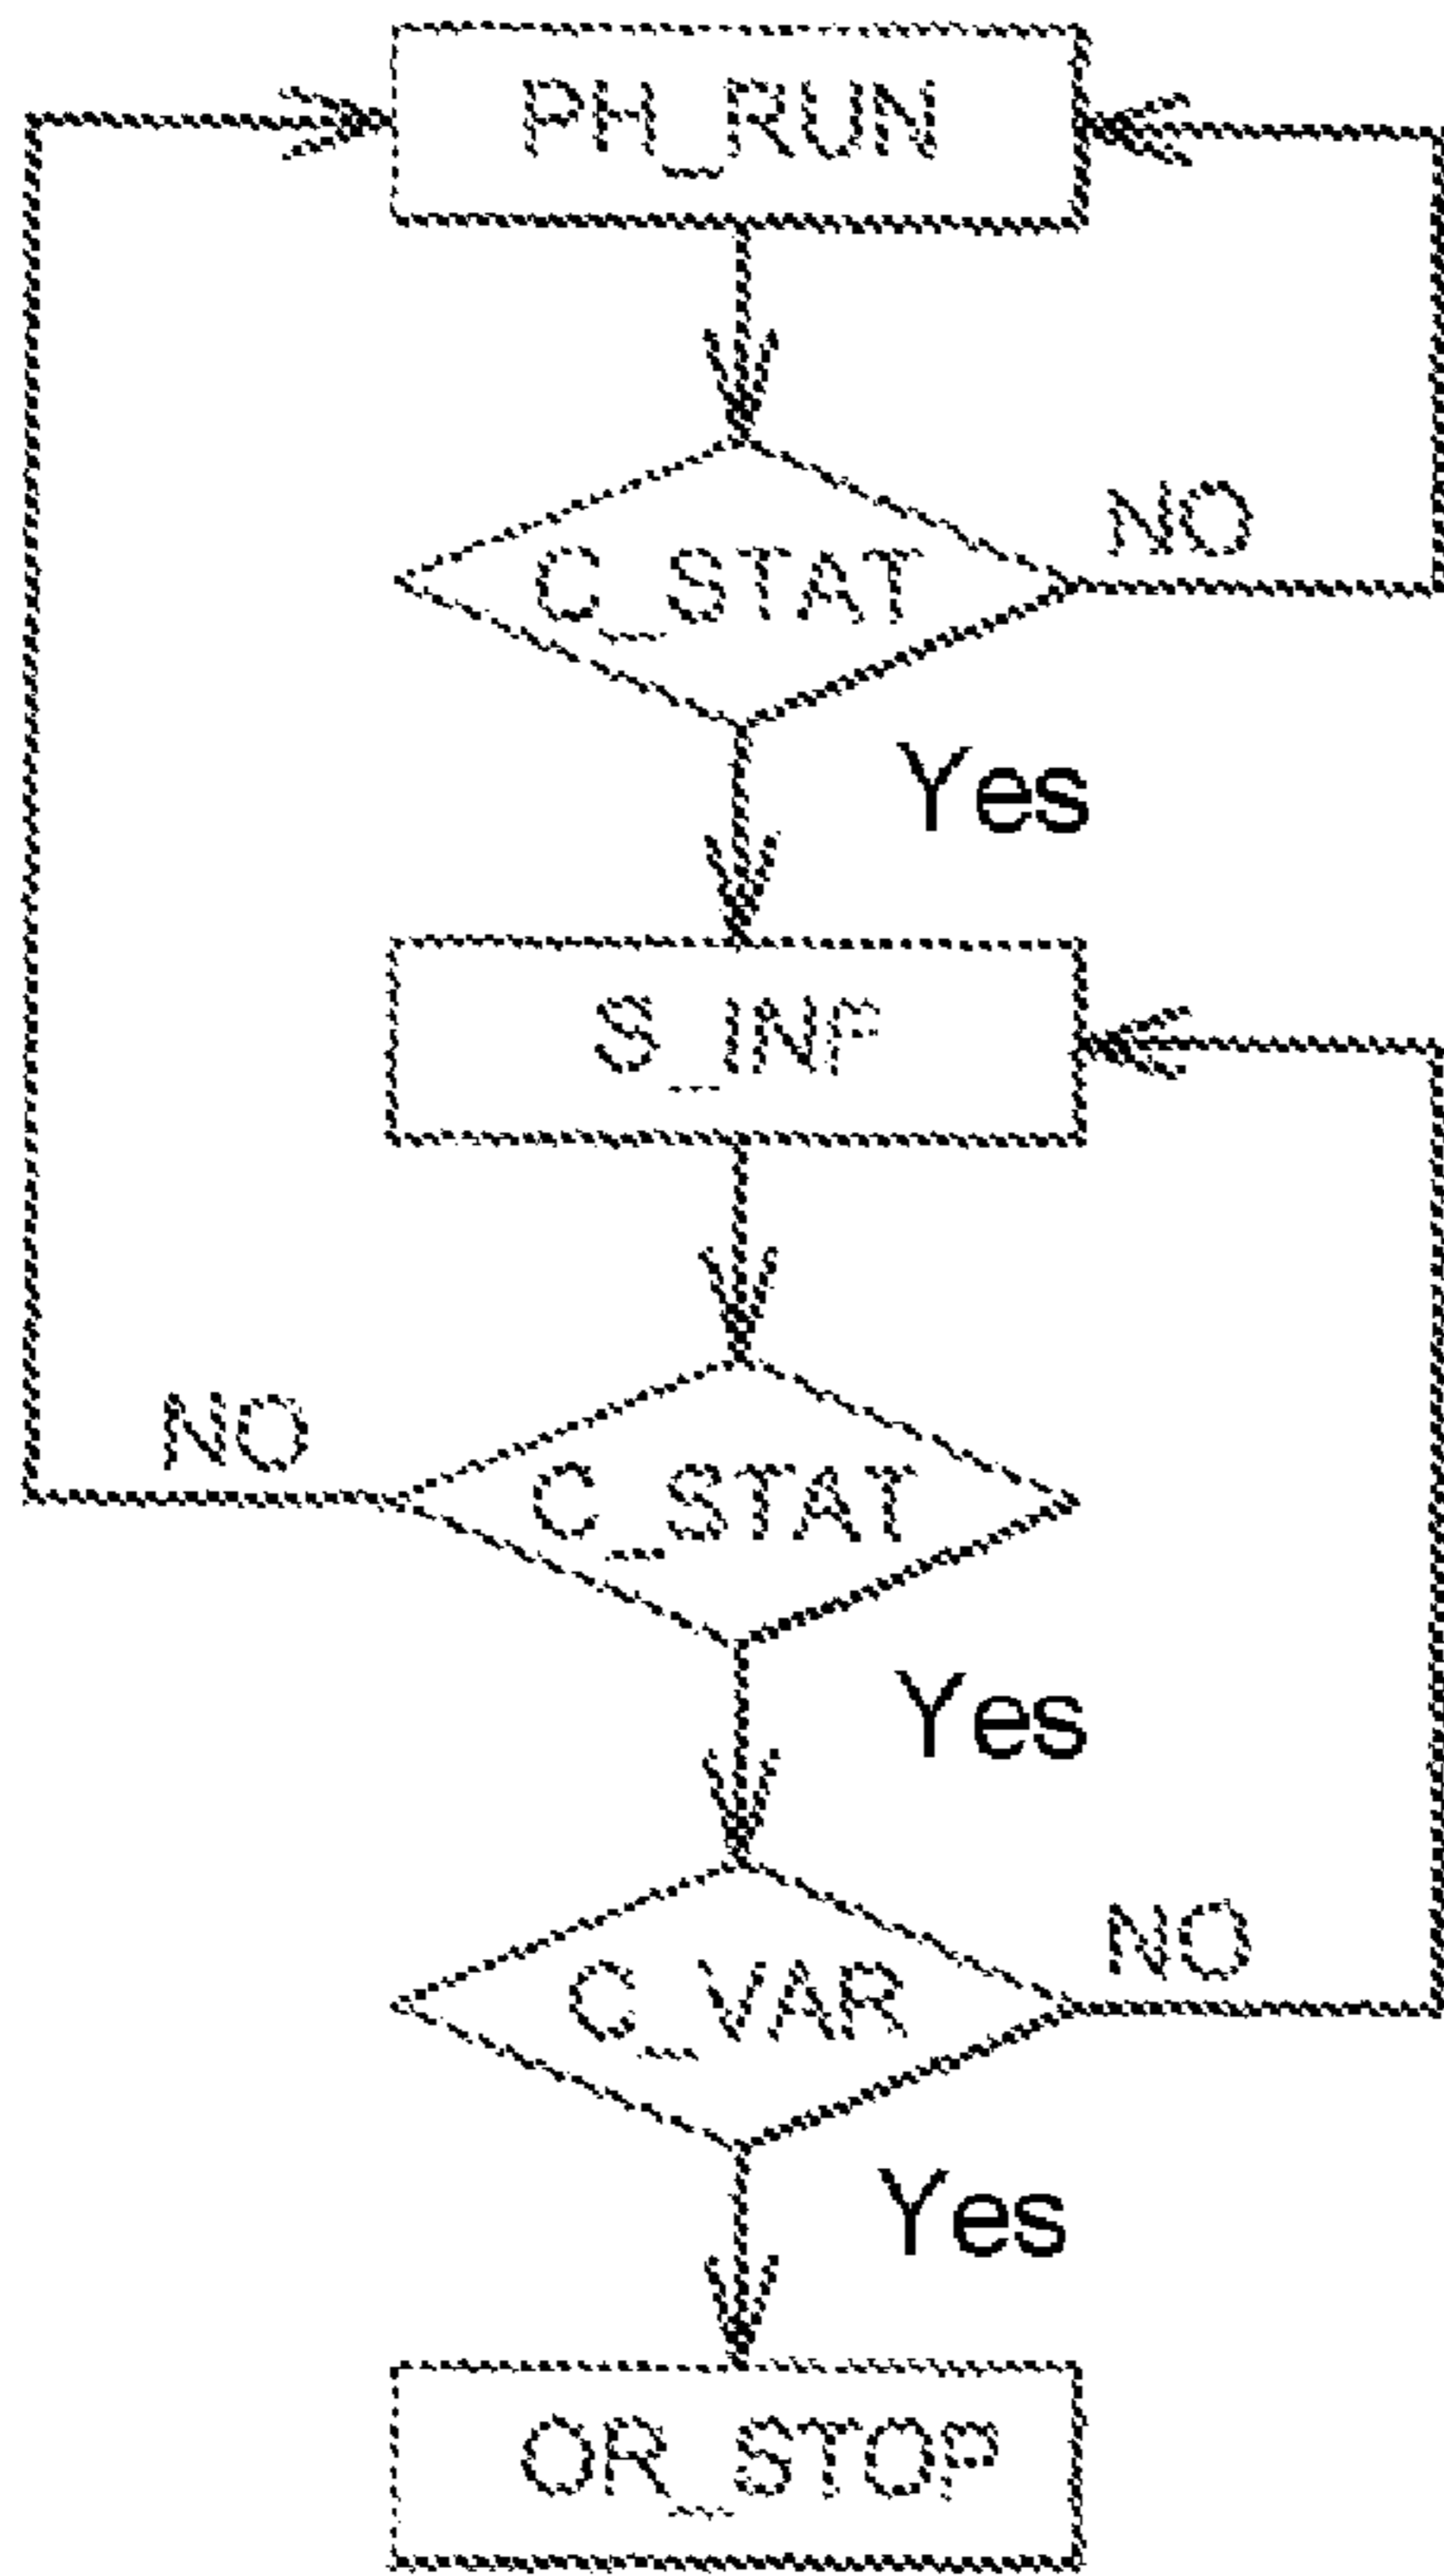 PH_RUN
C_STAT
NO
Yes
S_INF
NO
C_STAT
Yes
C_VAR
NO
Yes
OR_STOP